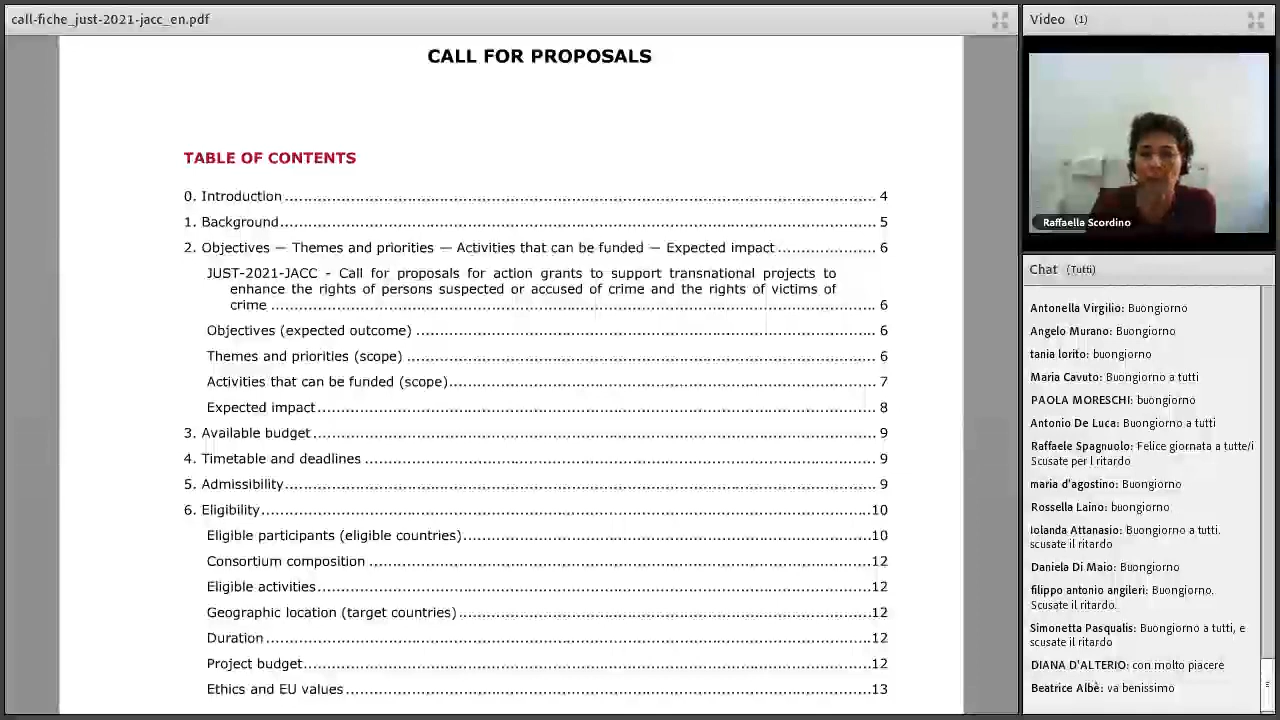 call-fiche_just-2021-jacc_en.pdf
CALL FOR PROPOSALS
TABLE OF CONTENTS
0. Introduction 4
1. Background 5
2. Objectives — Themes and priorities — Activities that can be funded — Expected impact 6
JUST-2021-JACC - Call for proposals for action grants to support transnational projects to
enhance the rights of persons suspected or accused of crime and the rights of victims of
crime 6
Objectives (expected outcome) 6
Themes and priorities (scope) 6
Activities that can be funded (scope) 7
Expected impact 8
3. Available budget 9
4. Timetable and deadlines 9
5. Admissibility 9
6. Eligibility 10
Eligible participants (eligible countries) 10
Consortium composition 12
Eligible activities 12
Geographic location (target countries) 12
Duration 12
Project budget 12
Ethics and EU values 13
Video (1)
Raffaella Scordino
Chat (Tutti)
Antonella Virgilio: Buongiorno
Angelo Murano: Buongiorno
tania lorito: buongiorno
Maria Cavuto: Buongiorno a tutti
PAOLA MORESCHI: buongiorno
Antonio De Luca: Buongiorno a tutti
Raffaele Spagnuolo: Felice giornata a tutte/i
Scusate per l ritardo
maria d'agostino: Buongiorno
Rossella Laino: buongiorno
Iolanda Attanasio: Buongiorno a tutti.
scusate il ritardo
Daniela Di Maio: Buongiorno
filippo antonio angileri: Buongiorno.
Scusate il ritardo.
Simonetta Pasqualis: Buongiorno a tutti, e
scusate il ritardo
DIANA D'ALTERIO: con molto piacere
Beatrice Albè: va benissimo